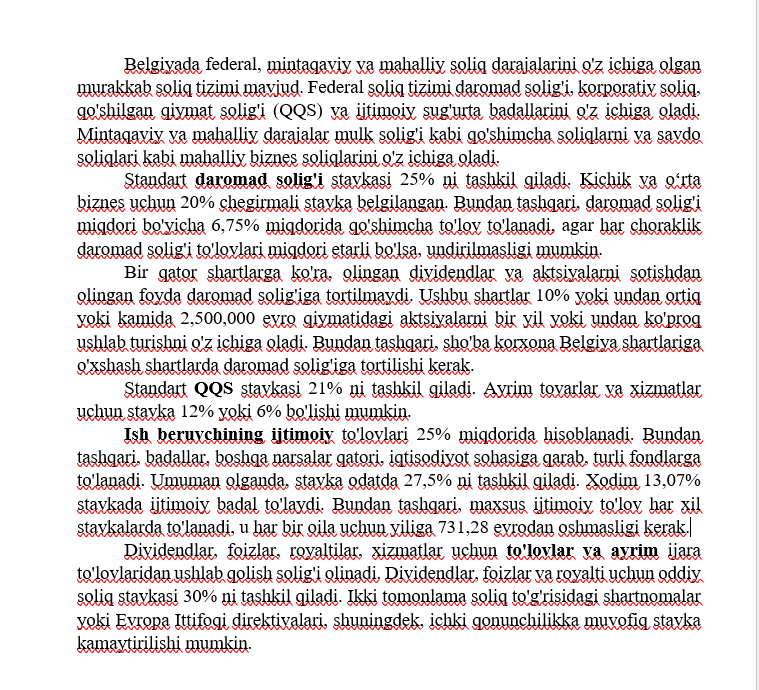 Belgiyada federal, mintaqaviy va mahalliy soliq darajalarini o'z ichiga olgan
murakkab soliq tizimi mavjud. Federal soliq tizimi daromad solig'i, korporativ soliq,
qo'shilgan qiymat solig'i (QQS) va ijtimoiy sug'urta badallarini o'z ichiga oladi.
Mintaqaviy va mahalliy darajalar mulk solig'i kabi qo'shimcha soliqlarni va savdo
soliqlari kabi mahalliy biznes soliqlarini o'z ichiga oladi.
Standart daromad solig'i stavkasi 25% ni tashkil qiladi. Kichik va oʻrta
biznes uchun 20% chegirmali stavka belgilangan. Bundan tashqari, daromad solig'i
miqdori bo'yicha 6,75% miqdorida qo'shimcha to'lov to'lanadi, agar har choraklik
daromad solig'i to'lovlari miqdori etarli bo'lsa, undirilmasligi mumkin.
Bir qator shartlarga ko'ra, olingan dividendlar va aktsiyalarni sotishdan
olingan foyda daromad solig'iga tortilmaydi. Ushbu shartlar 10% yoki undan ortiq
yoki kamida 2,500,000 evro qiymatidagi aktsiyalarni bir yil yoki undan ko'proq
ushlab turishni o'z ichiga oladi. Bundan tashqari, sho'ba korxona Belgiya shartlariga
o'xshash shartlarda daromad solig'iga tortilishi kerak.
Standart QQS stavkasi 21% ni tashkil qiladi. Ayrim tovarlar va xizmatlar
uchun stavka 12% yoki 6% bo'lishi mumkin.
Ish beruvchining ijtimoiy to'lovlari 25% miqdorida hisoblanadi. Bundan
tashqari, badallar, boshqa narsalar qatori, iqtisodiyot sohasiga qarab, turli fondlarga
to'lanadi. Umuman olganda, stavka odatda 27,5% ni tashkil qiladi. Xodim 13,07%
stavkada ijtimoiy badal to'laydi. Bundan tashqari, maxsus ijtimoiy to'lov har xil
stavkalarda to'lanadi, u har bir oila uchun yiliga 731,28 evrodan oshmasligi kerak.
Dividendlar, foizlar, royaltilar, xizmatlar uchun to'lovlar va ayrim ijara
to'lovlaridan ushlab qolish solig'i olinadi. Dividendlar, foizlar va royalti uchun oddiy
soliq stavkasi 30% ni tashkil qiladi. Ikki tomonlama soliq to'g'risidagi shartnomalar
yoki Evropa Ittifoqi direktivalari, shuningdek, ichki qonunchilikka muvofiq stavka
kamaytirilishi mumkin.